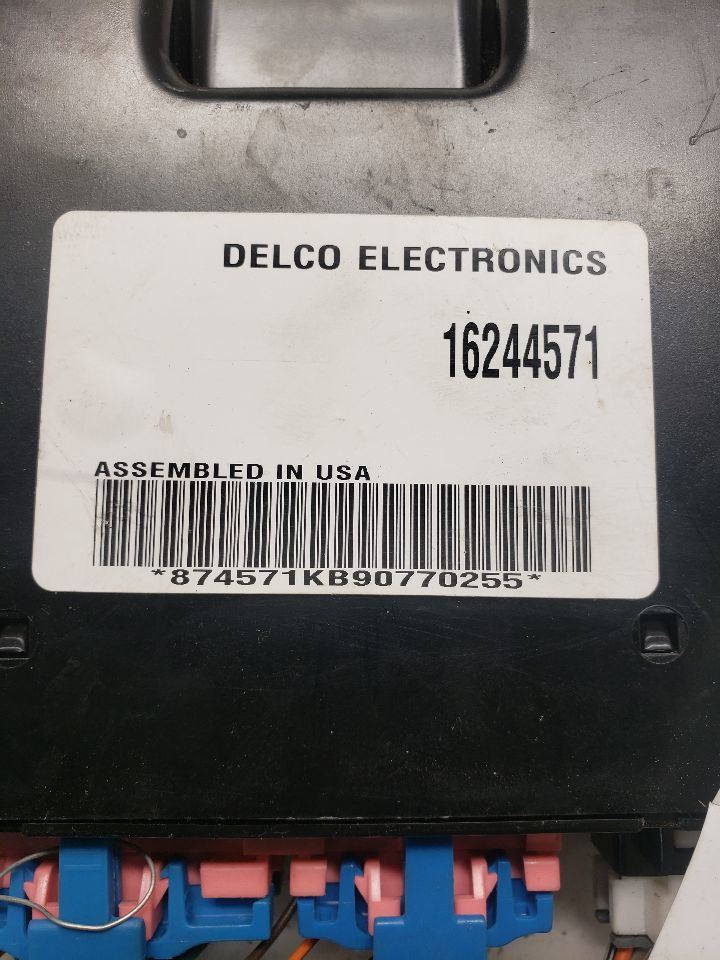 DELCO ELECTRONICS
16244571
ASSEMBLED IN USA
*874571KB90770255*